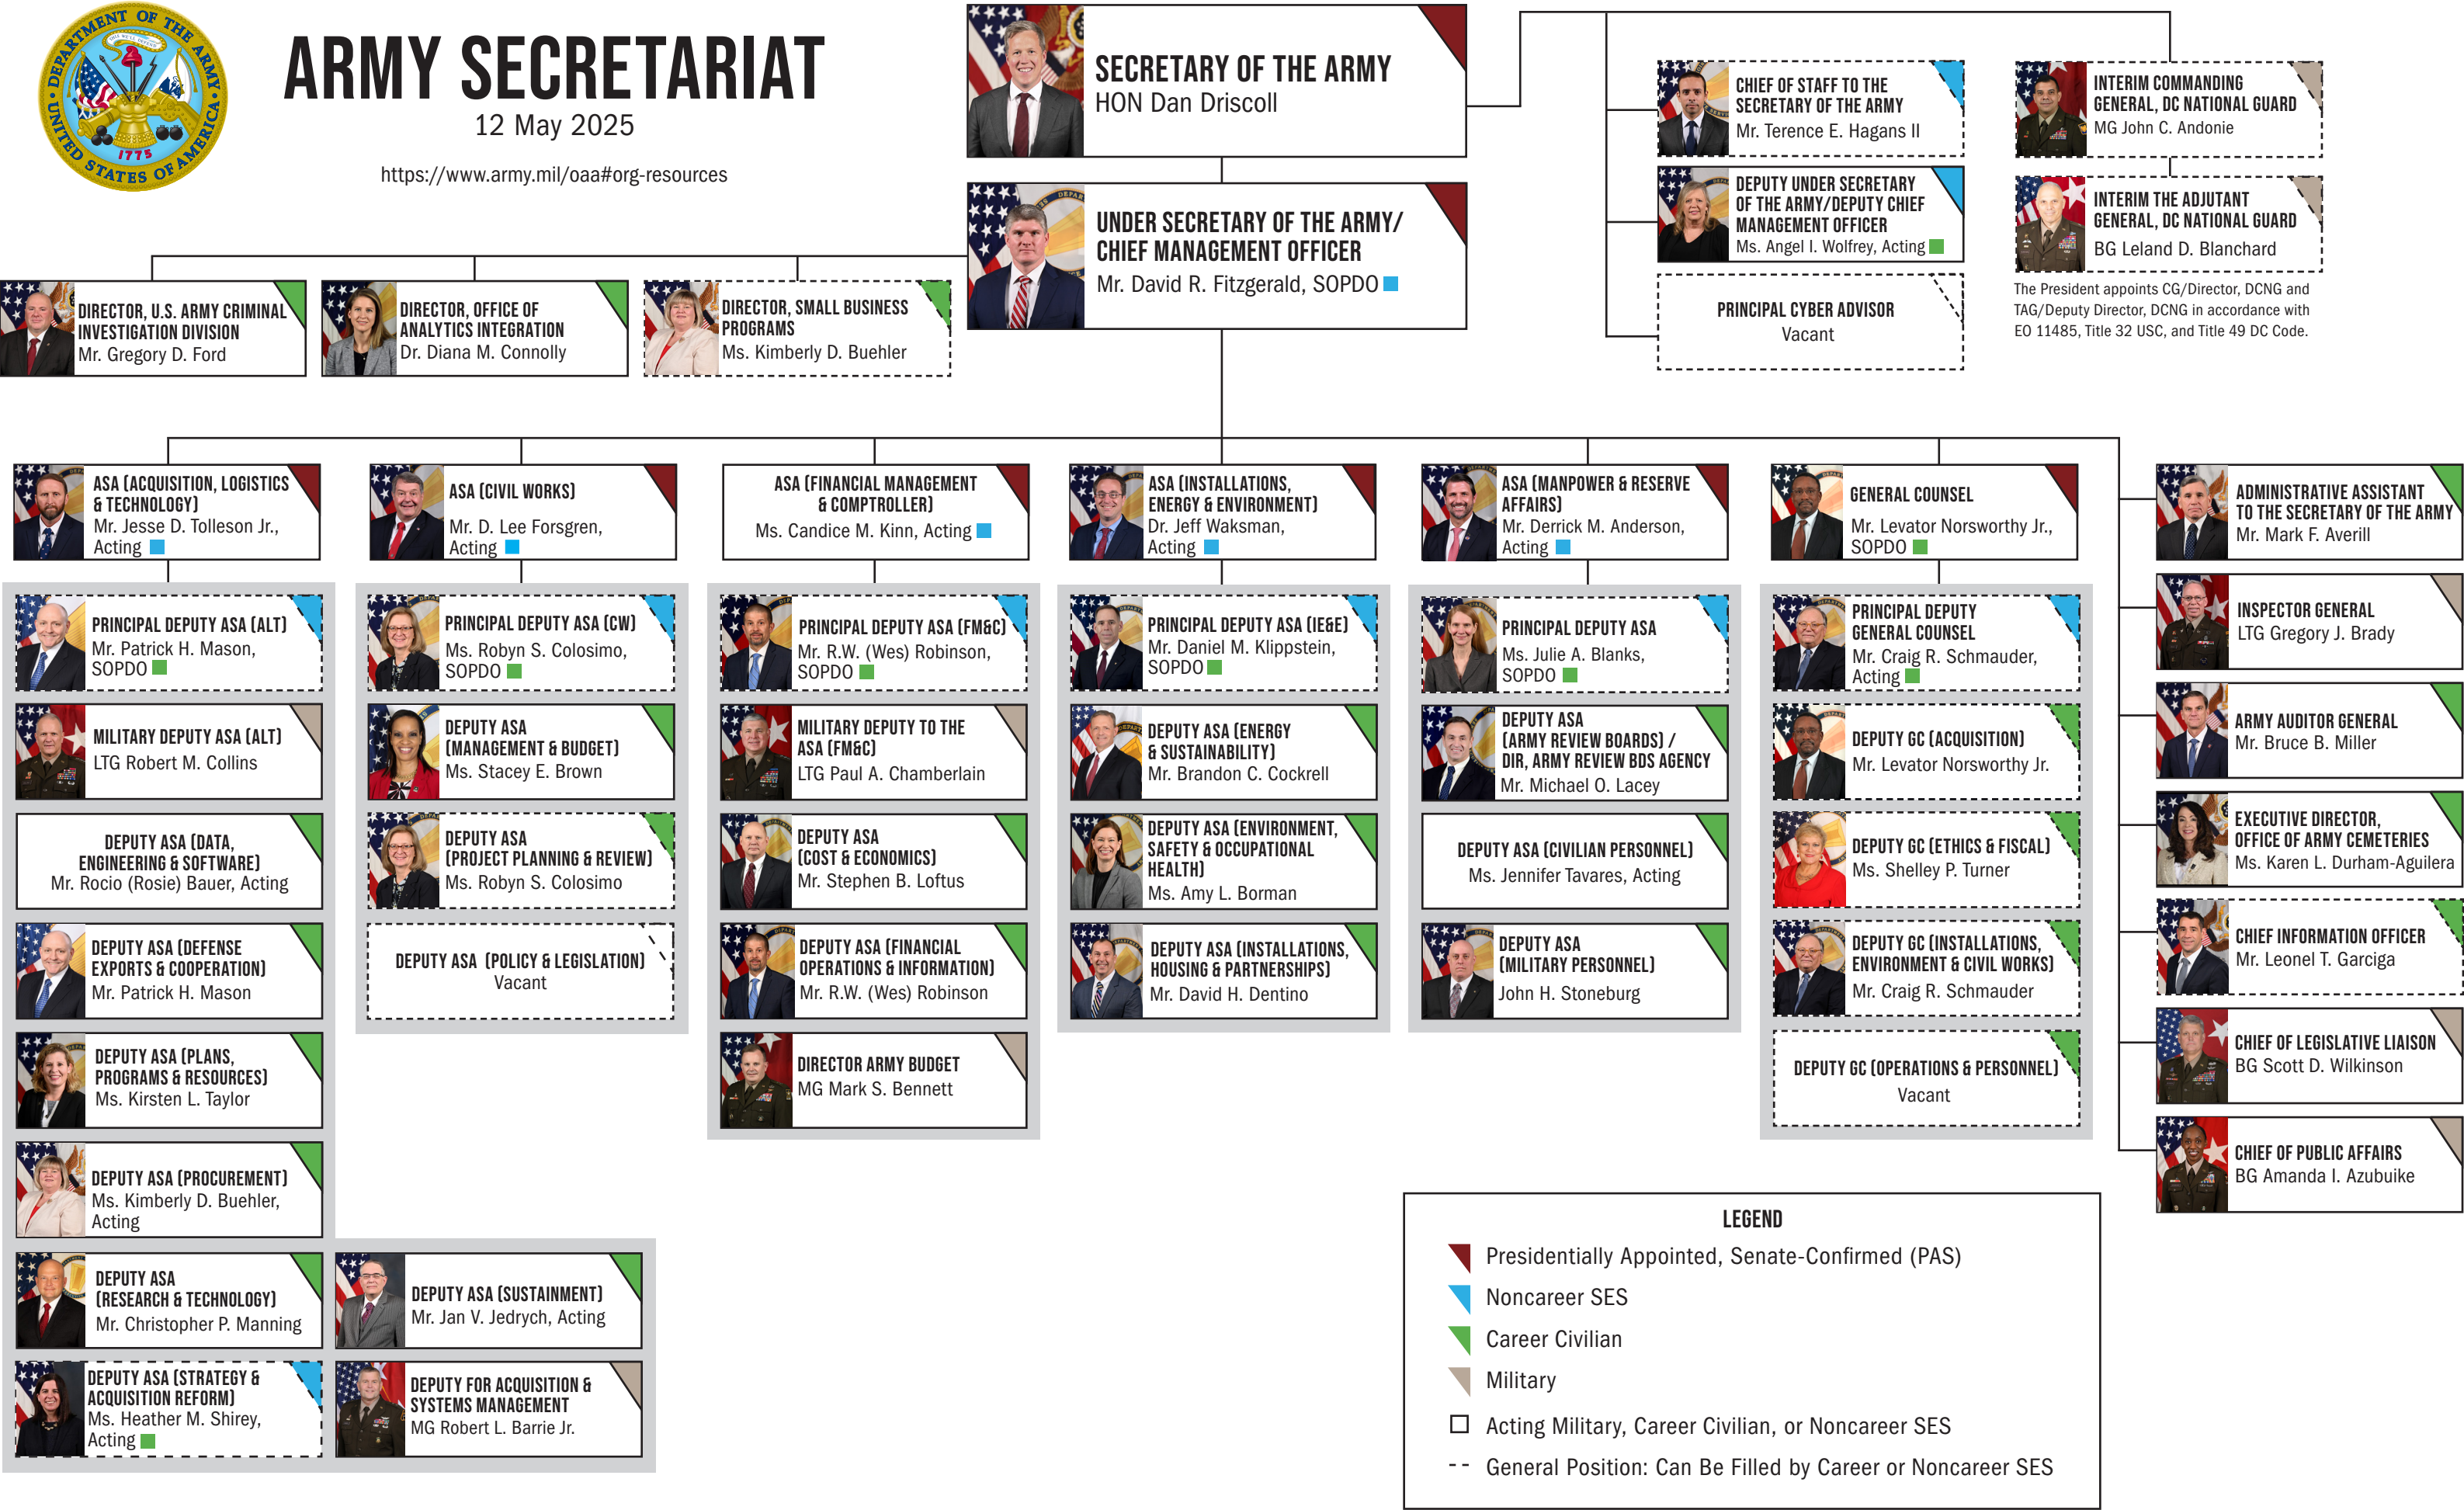 DEPARTMENT OF THE ARMY
UNITED STATES OF AMERICA
1775
ARMY SECRETARIAT
12 May 2025
https://www.army.mil/oaa#org-resources
SECRETARY OF THE ARMY
HON Dan Driscoll
UNDER SECRETARY OF THE ARMY/
CHIEF MANAGEMENT OFFICER
Mr. David R. Fitzgerald, SOPDO
CHIEF OF STAFF TO THE
SECRETARY OF THE ARMY
Mr. Terence E. Hagans II
DEPUTY UNDER SECRETARY
OF THE ARMY/DEPUTY CHIEF
MANAGEMENT OFFICER
Ms. Angel I. Wolfrey, Acting
PRINCIPAL CYBER ADVISOR
Vacant
INTERIM COMMANDING
GENERAL, DC NATIONAL GUARD
MG John C. Andonie
INTERIM THE ADJUTANT
GENERAL, DC NATIONAL GUARD
BG Leland D. Blanchard
The President appoints CG/Director, DCNG and
TAG/Deputy Director, DCNG in accordance with
EO 11485, Title 32 USC, and Title 49 DC Code.
DIRECTOR, U.S. ARMY CRIMINAL
INVESTIGATION DIVISION
Mr. Gregory D. Ford
DIRECTOR, OFFICE OF
ANALYTICS INTEGRATION
Dr. Diana M. Connolly
DIRECTOR, SMALL BUSINESS
PROGRAMS
Ms. Kimberly D. Buehler
ASA (ACQUISITION, LOGISTICS
& TECHNOLOGY)
Mr. Jesse D. Tolleson Jr.,
Acting
PRINCIPAL DEPUTY ASA (ALT)
Mr. Patrick H. Mason,
SOPDO
MILITARY DEPUTY ASA (ALT)
LTG Robert M. Collins
DEPUTY ASA (DATA,
ENGINEERING & SOFTWARE)
Mr. Rocio (Rosie) Bauer, Acting
DEPUTY ASA (DEFENSE
EXPORTS & COOPERATION)
Mr. Patrick H. Mason
DEPUTY ASA (PLANS,
PROGRAMS & RESOURCES)
Ms. Kirsten L. Taylor
DEPUTY ASA (PROCUREMENT)
Ms. Kimberly D. Buehler,
Acting
DEPUTY ASA
(RESEARCH & TECHNOLOGY)
Mr. Christopher P. Manning
DEPUTY ASA (STRATEGY &
ACQUISITION REFORM)
Ms. Heather M. Shirey,
Acting
DEPUTY ASA (SUSTAINMENT)
Mr. Jan V. Jedrych, Acting
DEPUTY FOR ACQUISITION &
SYSTEMS MANAGEMENT
MG Robert L. Barrie Jr.
ASA (CIVIL WORKS)
Mr. D. Lee Forsgren,
Acting
PRINCIPAL DEPUTY ASA (CW)
Ms. Robyn S. Colosimo,
SOPDO
DEPUTY ASA
(MANAGEMENT & BUDGET)
Ms. Stacey E. Brown
DEPUTY ASA
(PROJECT PLANNING & REVIEW)
Ms. Robyn S. Colosimo
DEPUTY ASA (POLICY & LEGISLATION)
Vacant
ASA (FINANCIAL MANAGEMENT
& COMPTROLLER)
Ms. Candice M. Kinn, Acting
PRINCIPAL DEPUTY ASA (FM&C)
Mr. R.W. (Wes) Robinson,
SOPDO
MILITARY DEPUTY TO THE
ASA (FM&C)
LTG Paul A. Chamberlain
DEPUTY ASA
(COST & ECONOMICS)
Mr. Stephen B. Loftus
DEPUTY ASA (FINANCIAL
OPERATIONS & INFORMATION)
Mr. R.W. (Wes) Robinson
DIRECTOR ARMY BUDGET
MG Mark S. Bennett
ASA (INSTALLATIONS,
ENERGY & ENVIRONMENT)
Dr. Jeff Waksman,
Acting
PRINCIPAL DEPUTY ASA (IE&E)
Mr. Daniel M. Klippstein,
SOPDO
DEPUTY ASA (ENERGY
& SUSTAINABILITY)
Mr. Brandon C. Cockrell
DEPUTY ASA (ENVIRONMENT,
SAFETY & OCCUPATIONAL
HEALTH)
Ms. Amy L. Borman
DEPUTY ASA (INSTALLATIONS,
HOUSING & PARTNERSHIPS)
Mr. David H. Dentino
ASA (MANPOWER & RESERVE
AFFAIRS)
Mr. Derrick M. Anderson,
Acting
PRINCIPAL DEPUTY ASA
Ms. Julie A. Blanks,
SOPDO
DEPUTY ASA
(ARMY REVIEW BOARDS) /
DIR, ARMY REVIEW BDS AGENCY
Mr. Michael O. Lacey
DEPUTY ASA (CIVILIAN PERSONNEL)
Ms. Jennifer Tavares, Acting
DEPUTY ASA
(MILITARY PERSONNEL)
John H. Stoneburg
GENERAL COUNSEL
Mr. Levator Norsworthy Jr.,
SOPDO
PRINCIPAL DEPUTY
GENERAL COUNSEL
Mr. Craig R. Schmauder,
Acting
DEPUTY GC (ACQUISITION)
Mr. Levator Norsworthy Jr.
DEPUTY GC (ETHICS & FISCAL)
Ms. Shelley P. Turner
DEPUTY GC (INSTALLATIONS,
ENVIRONMENT & CIVIL WORKS)
Mr. Craig R. Schmauder
DEPUTY GC (OPERATIONS & PERSONNEL)
Vacant
ADMINISTRATIVE ASSISTANT
TO THE SECRETARY OF THE ARMY
Mr. Mark F. Averill
INSPECTOR GENERAL
LTG Gregory J. Brady
ARMY AUDITOR GENERAL
Mr. Bruce B. Miller
EXECUTIVE DIRECTOR,
OFFICE OF ARMY CEMETERIES
Ms. Karen L. Durham-Aguilera
CHIEF INFORMATION OFFICER
Mr. Leonel T. Garciga
CHIEF OF LEGISLATIVE LIAISON
BG Scott D. Wilkinson
CHIEF OF PUBLIC AFFAIRS
BG Amanda I. Azubuike
LEGEND
Presidentially Appointed, Senate-Confirmed (PAS)
Noncareer SES
Career Civilian
Military
Acting Military, Career Civilian, or Noncareer SES
General Position: Can Be Filled by Career or Noncareer SES